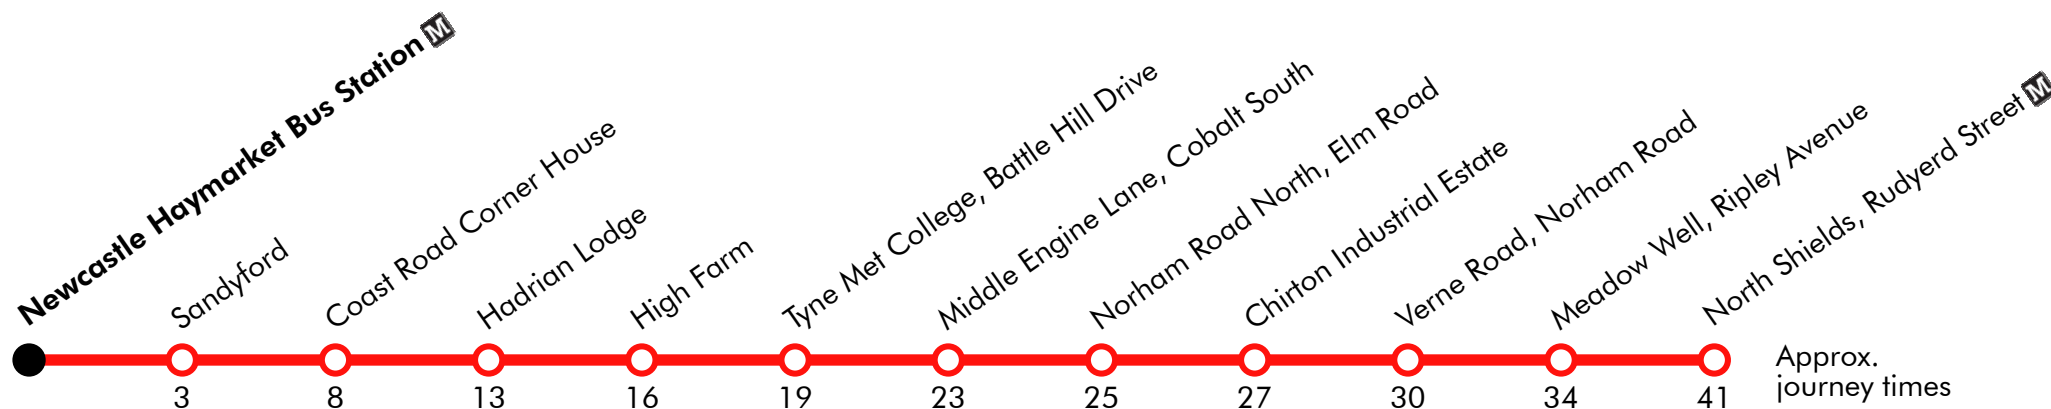 Newcastle Haymarket Bus Station M
Sandyford
Coast Road Corner House
Hadrian Lodge
High Farm
Tyne Met College, Battle Hill Drive
Middle Engine Lane, Cobalt South
Norham Road North, Elm Road
Chirton Industrial Estate
Verne Road, Norham Road
Meadow Well, Ripley Avenue
North Shields, Rudyerd Street M
3 8 13 16 19 23 25 27 30 34 41
Approx.
journey times